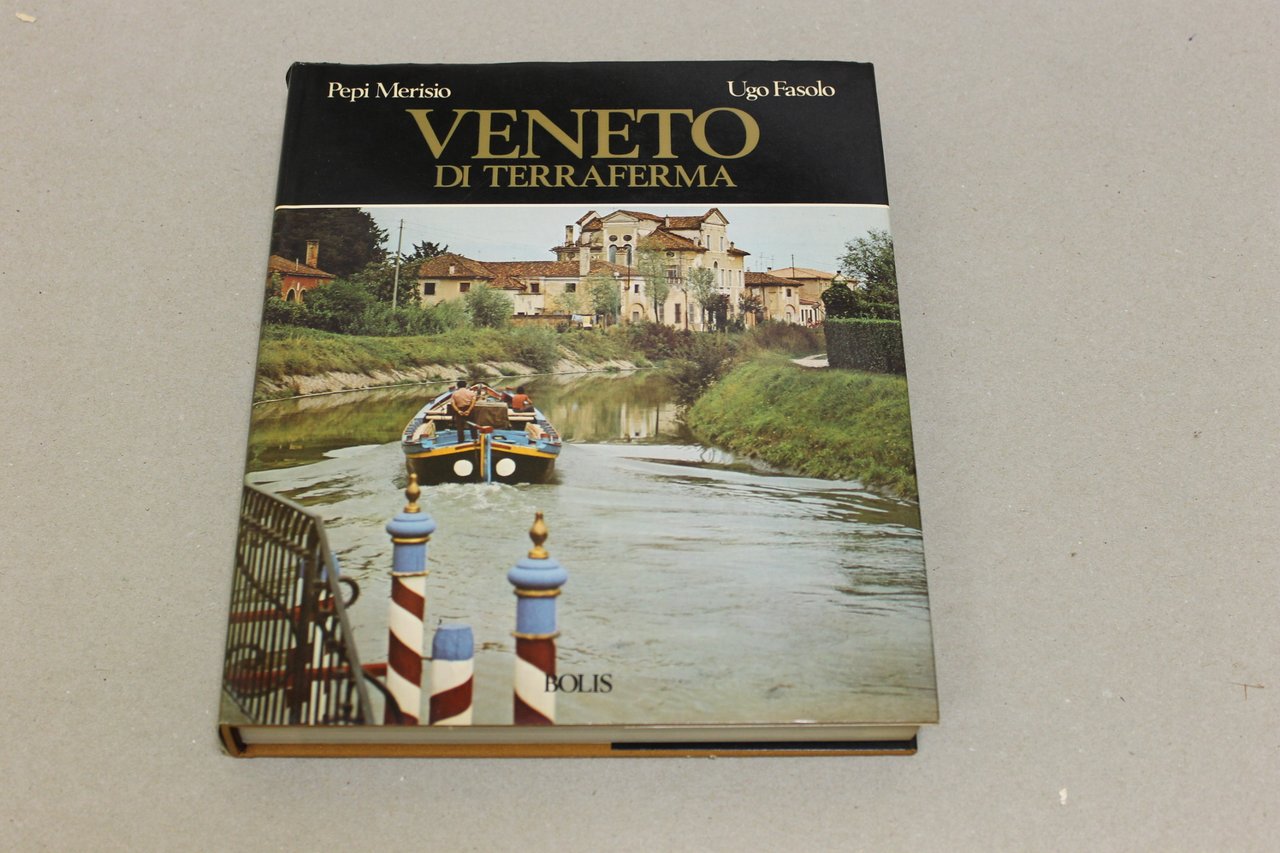 Pepi Merisio Ugo Fasolo
VENETO
DI TERRAFERMA
BOLIS